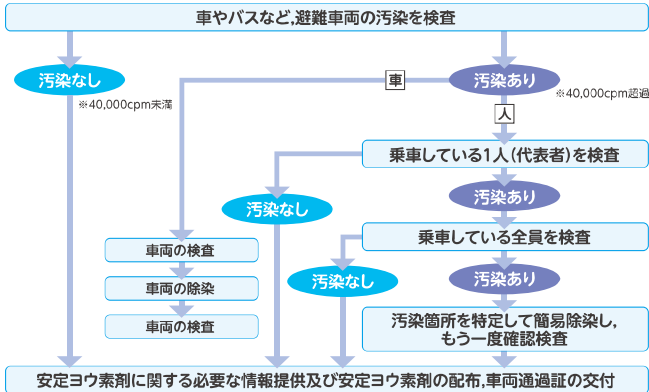 車やバスなど,避難車両の汚染を検査
汚染なし
※40,000cpm未満
車
汚染あり
※40,000cpm超過
人
乗車している1人(代表者)を検査
汚染なし
汚染あり
乗車している全員を検査
車両の検査
汚染なし
汚染あり
車両の除染
車両の検査
汚染箇所を特定して簡易除染し,
もう一度確認検査
安定ヨウ素剤に関する必要な情報提供及び安定ヨウ素剤の配布,車両通過証の交付